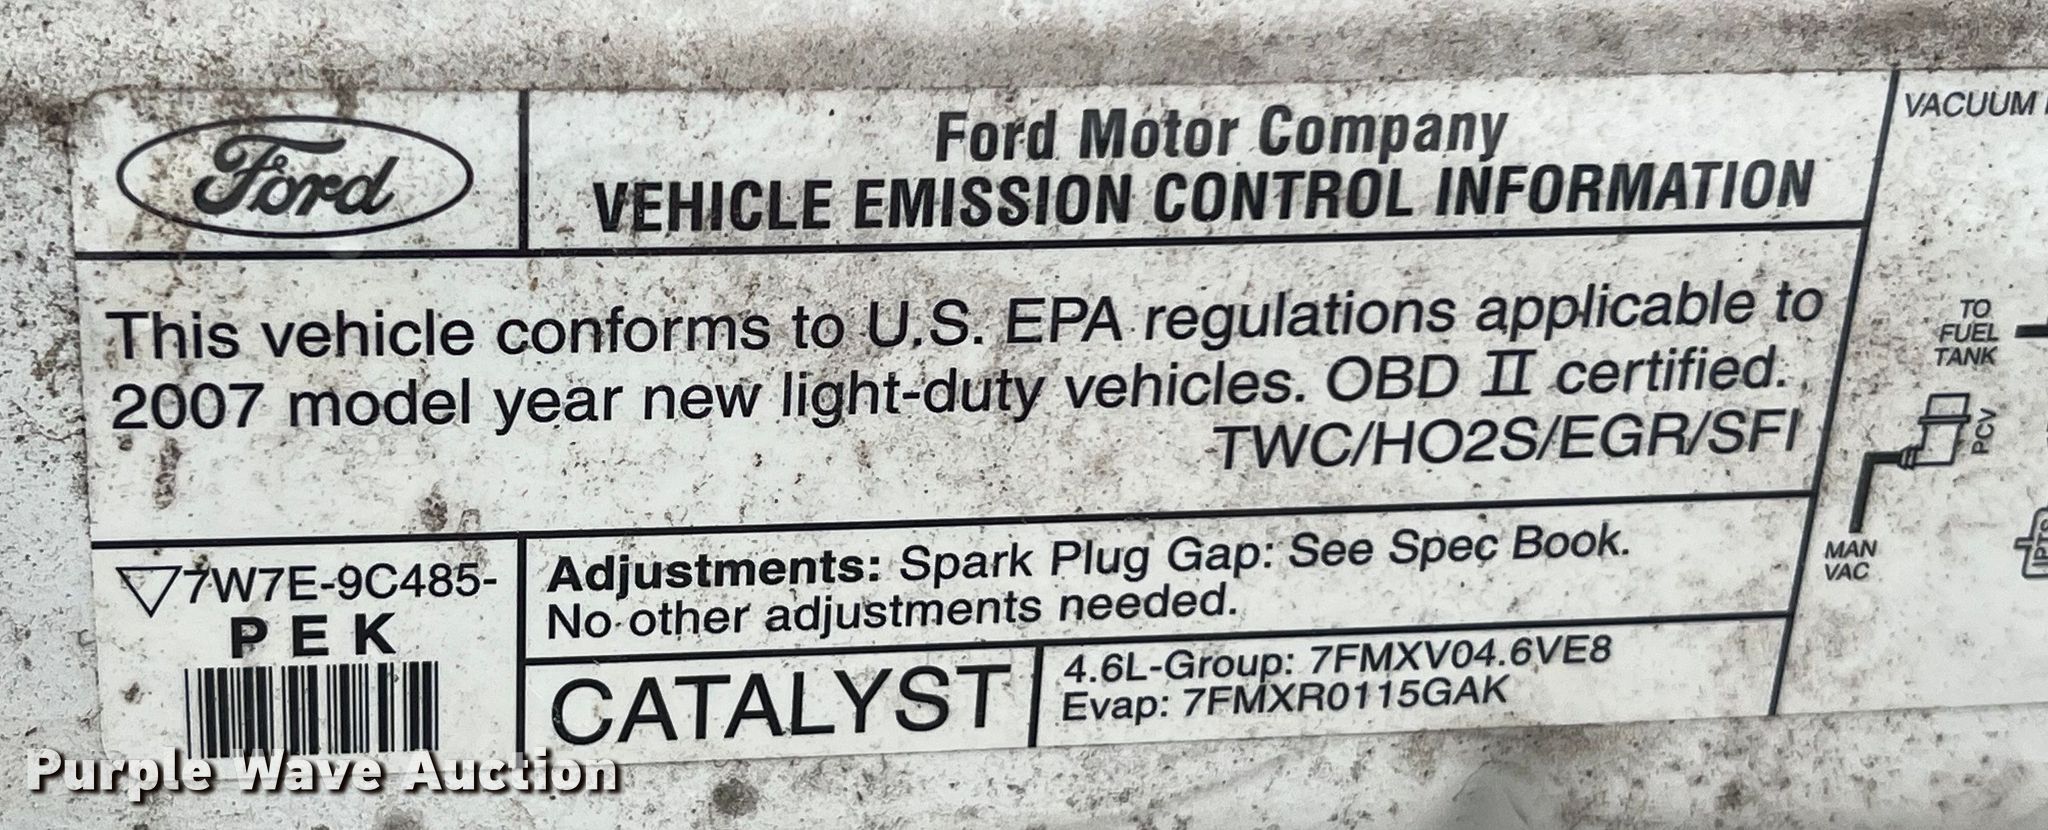 Ford
Ford Motor Company
VEHICLE EMISSION CONTROL INFORMATION
This vehicle conforms to U.S. EPA regulations applicable to
2007 model year new light-duty vehicles. OBD II certified.
TWC/HO2S/EGR/SFI
7W7E-9C485-
PEK
Adjustments: Spark Plug Gap: See Spec Book.
No other adjustments needed.
CATALYST
4.6L-Group: 7FMXV04.6VE8
Evap: 7FMXR0115GAK
VACUUM
TO
FUEL
TANK
PCV
MAN
VAC
Purple Wave Auction